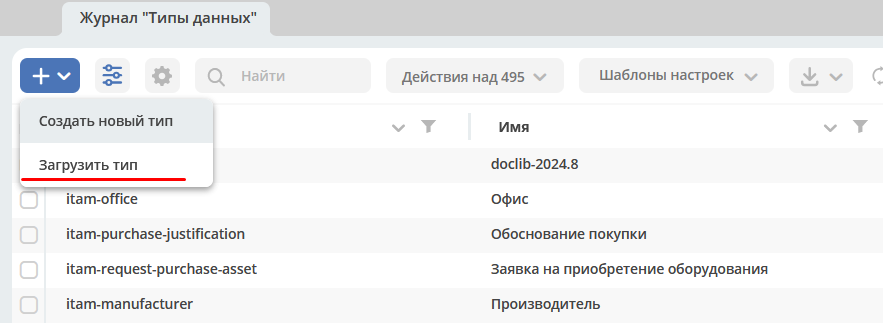 Журнал "Типы данных"
Найти
Действия над 495
Шаблоны настроек
Создать новый тип
Имя
Загрузить тип
doclib-2024.8
itam-office
Офис
itam-purchase-justification
Обоснование покупки
itam-request-purchase-asset
Заявка на приобретение оборудования
itam-manufacturer
Производитель